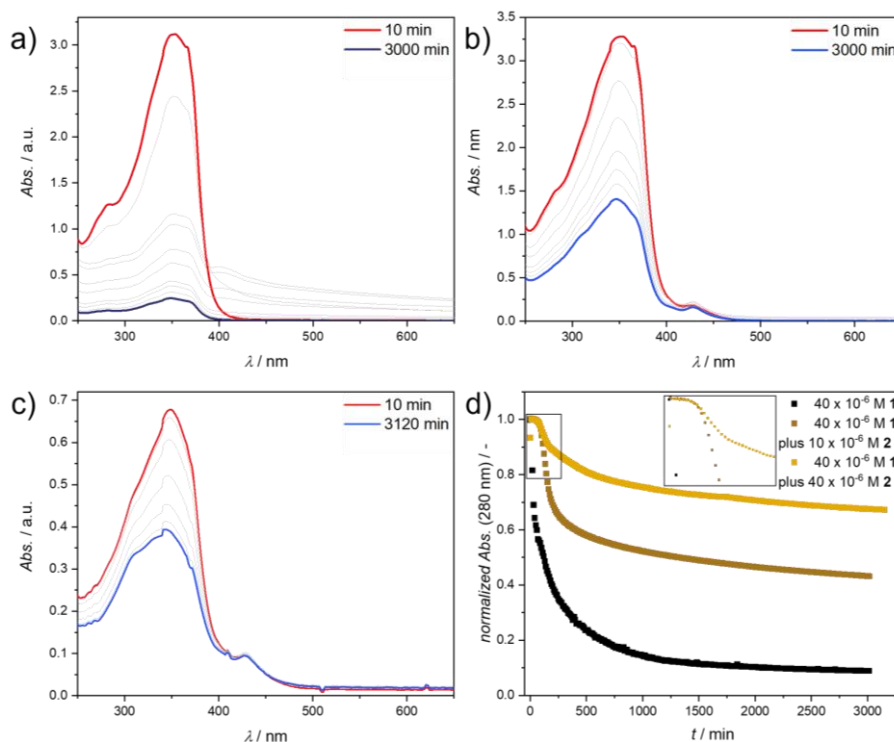 a)
10 min
3000 min
3.0
2.5
2.0
1.5
1.0
0.5
0.0
Abs. / a.u.
300
400
500
600
λ / nm
b)
10 min
3000 min
3.5
3.0
2.5
2.0
1.5
1.0
0.5
0.0
Abs. / nm
300
400
500
600
λ / nm
c)
10 min
3120 min
0.7
0.6
0.5
0.4
0.3
0.2
0.1
0.0
Abs. / a.u.
300
400
500
600
λ / nm
d)
40 x 10⁻⁶ M 1
40 x 10⁻⁶ M 1
plus 10 x 10⁻⁶ M 2
40 x 10⁻⁶ M 1
plus 40 x 10⁻⁶ M 2
1.0
0.8
0.6
0.4
0.2
0.0
normalized Abs. (280 nm) / -
0
500
1000
1500
2000
2500
3000
t / min